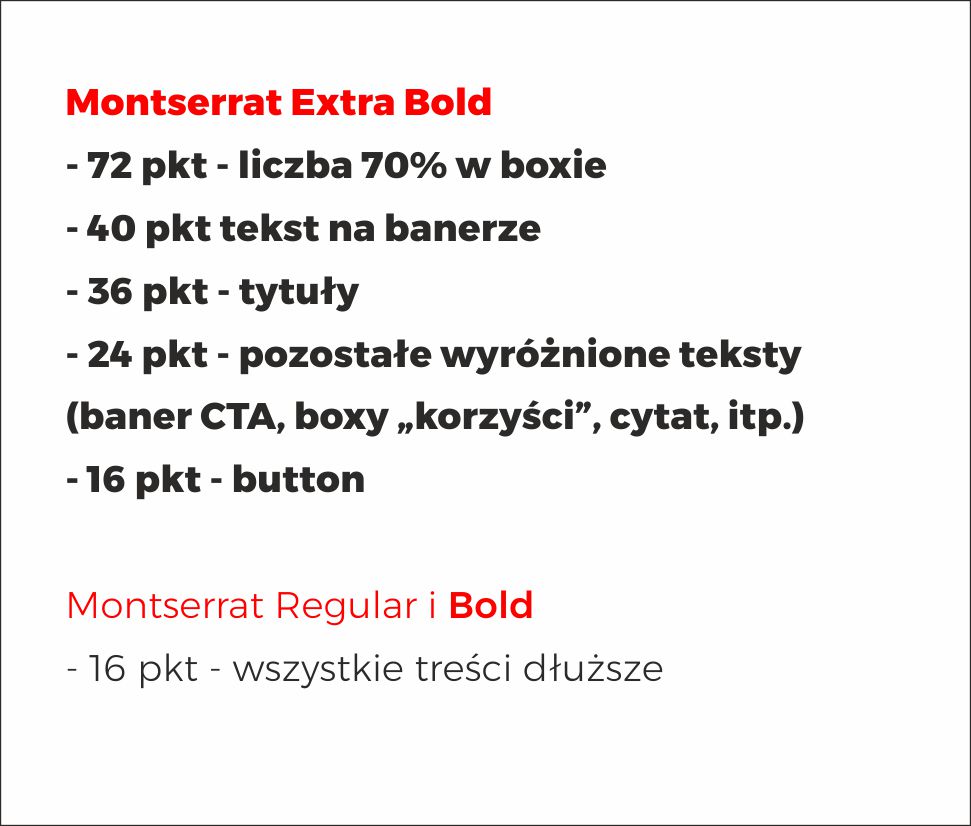 Montserrat Extra Bold
- 72 pkt - liczba 70% w boxie
- 40 pkt tekst na banerze
- 36 pkt - tytuły
- 24 pkt - pozostałe wyróżnione teksty
(baner CTA, boxy „korzyści”, cytat, itp.)
- 16 pkt - button
Montserrat Regular i Bold
- 16 pkt - wszystkie treści dłuższe